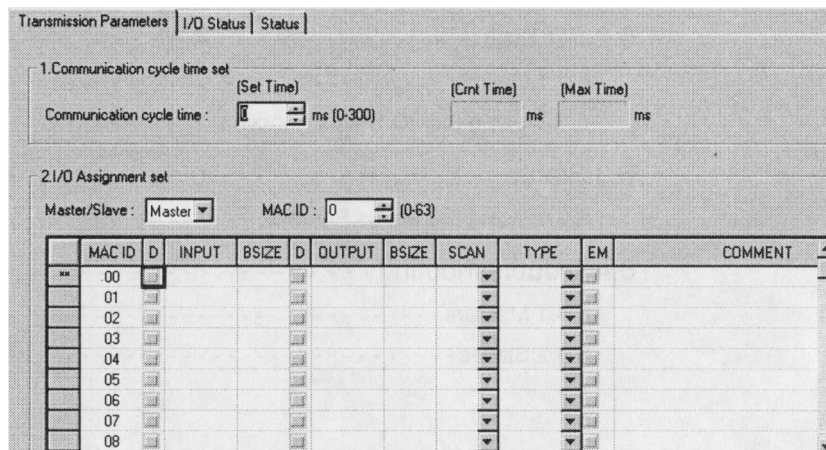 Transmission Parameters I/O Status Status
1.Communication cycle time set
(Set Time) (Crnt Time) (Max Time)
Communication cycle time : 0 ms (0-300) ms ms
2.I/O Assignment set
Master/Slave : Master MAC ID : 0 (0-63)
MAC ID D INPUT BSIZE D OUTPUT BSIZE SCAN TYPE EM COMMENT
** .00
01
02
03
04
05
06
07
08